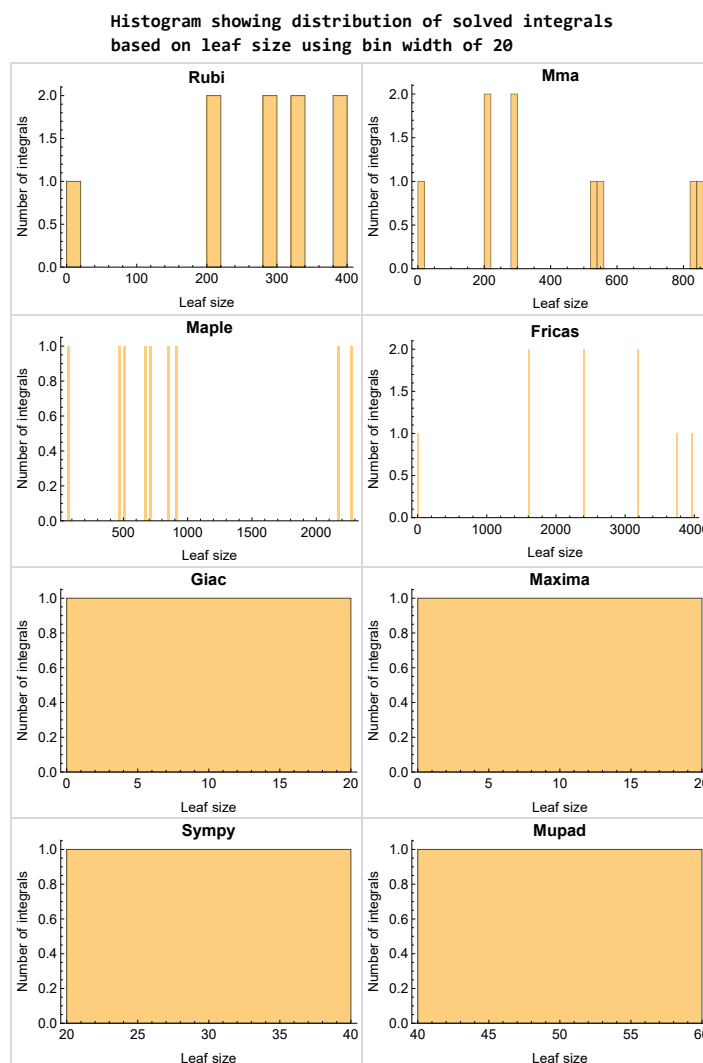 Histogram showing distribution of solved integrals
based on leaf size using bin width of 20
Rubi
Number of integrals
2.0
1.5
1.0
0.5
0.0
0 100 200 300 400
Leaf size
Mma
Number of integrals
2.0
1.5
1.0
0.5
0.0
0 200 400 600 800
Leaf size
Maple
Number of integrals
1.0
0.8
0.6
0.4
0.2
0.0
500 1000 1500 2000
Leaf size
Fricas
Number of integrals
2.0
1.5
1.0
0.5
0.0
0 1000 2000 3000 4000
Leaf size
Giac
Number of integrals
1.0
0.8
0.6
0.4
0.2
0.0
0 5 10 15 20
Leaf size
Maxima
Number of integrals
1.0
0.8
0.6
0.4
0.2
0.0
0 5 10 15 20
Leaf size
Sympy
Number of integrals
1.0
0.8
0.6
0.4
0.2
0.0
20 25 30 35 40
Leaf size
Mupad
Number of integrals
1.0
0.8
0.6
0.4
0.2
0.0
40 45 50 55 60
Leaf size